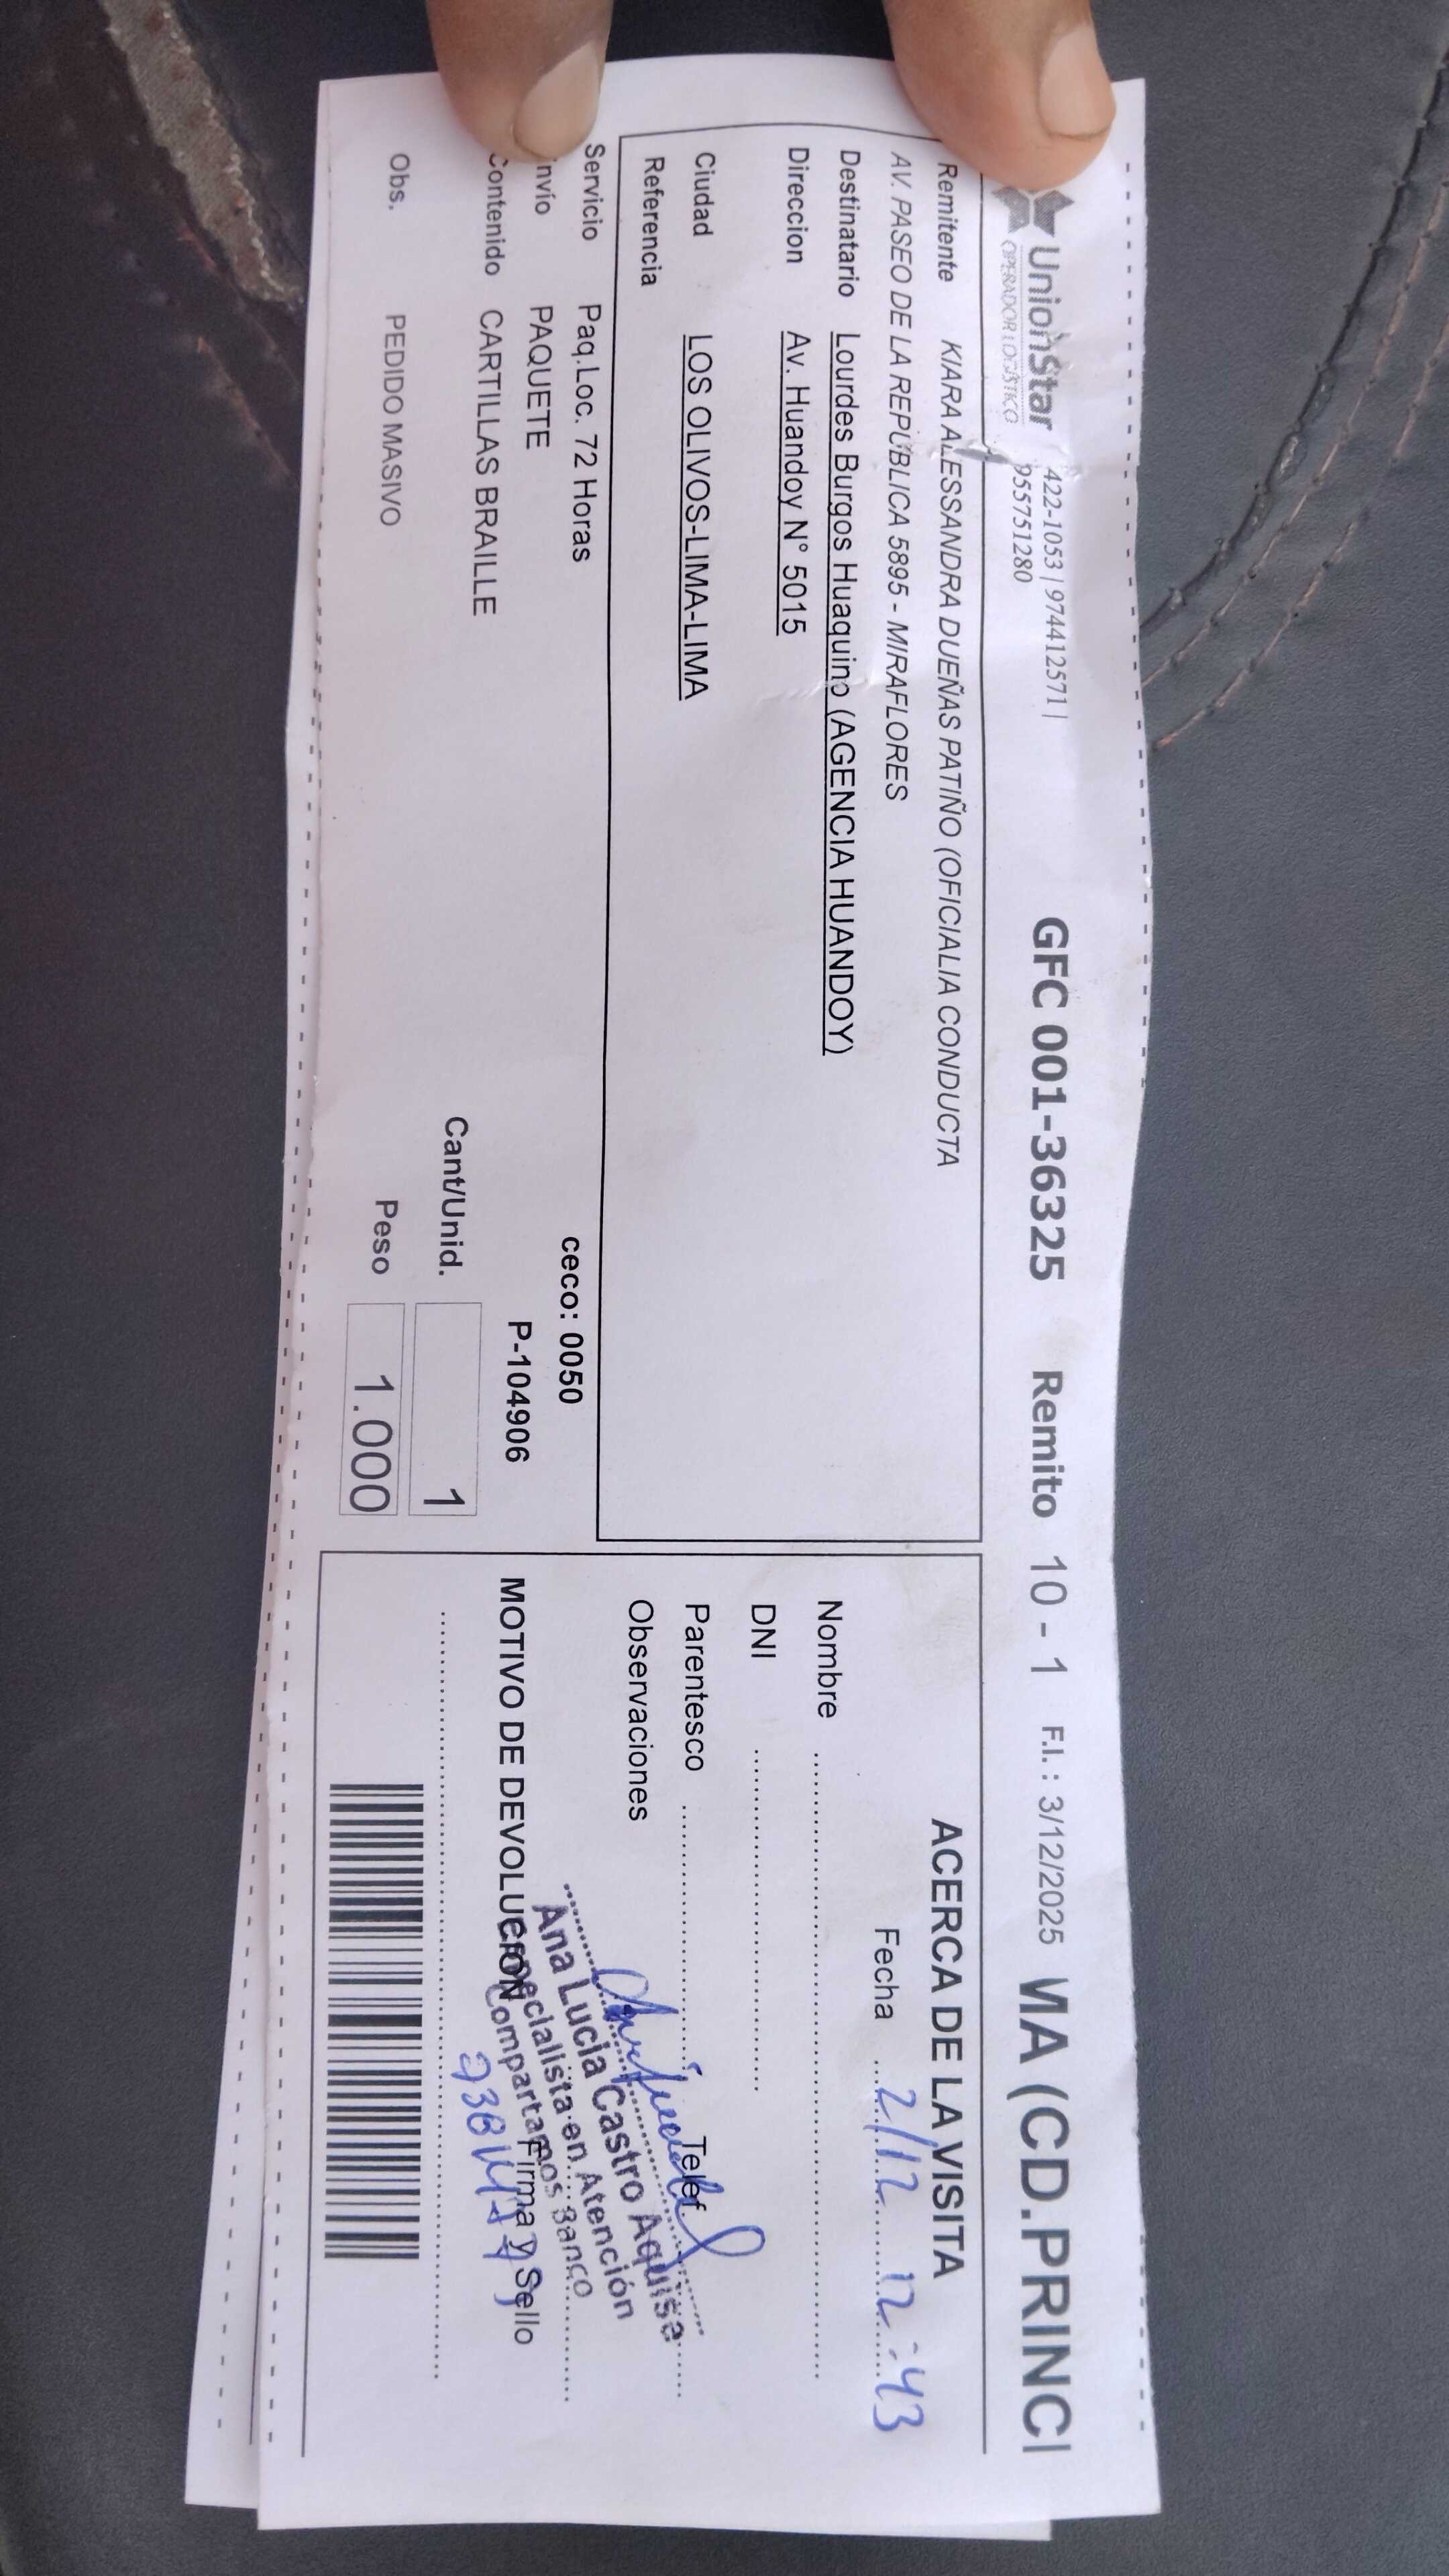 UnionStar
OPERADOR LOGÍSTICO
422-1053 | 974412571 |
955751280
GFC 001-36325 Remito 10 - 1 F.I. : 3/12/2025 MA (CD.PRINCI
Remitente KIARA ALESSANDRA DUEÑAS PATIÑO (OFICIALIA CONDUCTA
AV. PASEO DE LA REPÚBLICA 5895 - MIRAFLORES
Destinatario Lourdes Burgos Huaquino (AGENCIA HUANDOY)
Direccion Av. Huandoy N° 5015
Ciudad LOS OLIVOS-LIMA-LIMA
Referencia
Servicio Paq.Loc. 72 Horas
ceco: 0050
nvío PAQUETE
P-104906
Contenido CARTILLAS BRAILLE
Cant/Unid. 1
Obs. PEDIDO MASIVO
Peso 1.000
ACERCA DE LA VISITA
Fecha 2/12 12:43
Nombre
DNI
Parentesco Telef
Observaciones
Ana Lucia Castro Aquisa
Especialista en Atención
Compartamos Banco
Firma y Sello
MOTIVO DE DEVOLUCION